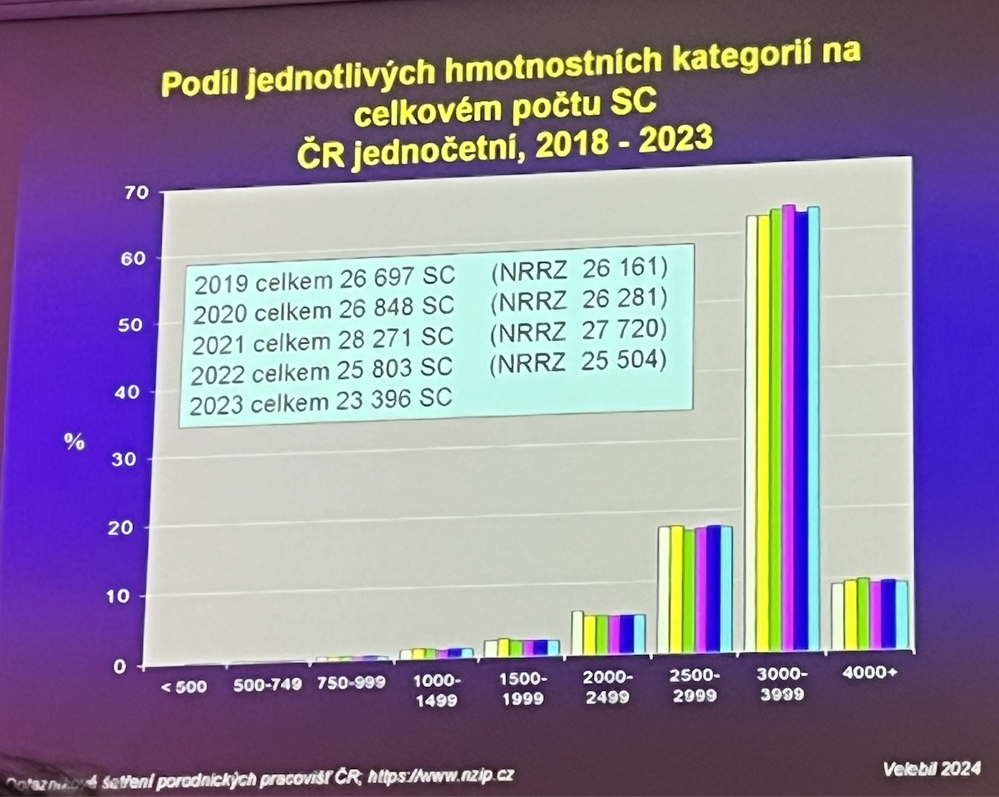 Podíl jednotlivých hmotnostních kategorií na
celkovém počtu SC
ČR jednočetní, 2018 - 2023
70
60
50
40
30
20
10
0
%
2019 celkem 26 697 SC (NRRZ 26 161)
2020 celkem 26 848 SC (NRRZ 26 281)
2021 celkem 28 271 SC (NRRZ 27 720)
2022 celkem 25 803 SC (NRRZ 25 504)
2023 celkem 23 396 SC
< 500
500-749
750-999
1000-
1499
1500-
1999
2000-
2499
2500-
2999
3000-
3999
4000+
šetření porodnických pracovišť ČR; https://www.nzip.cz
Velebil 2024